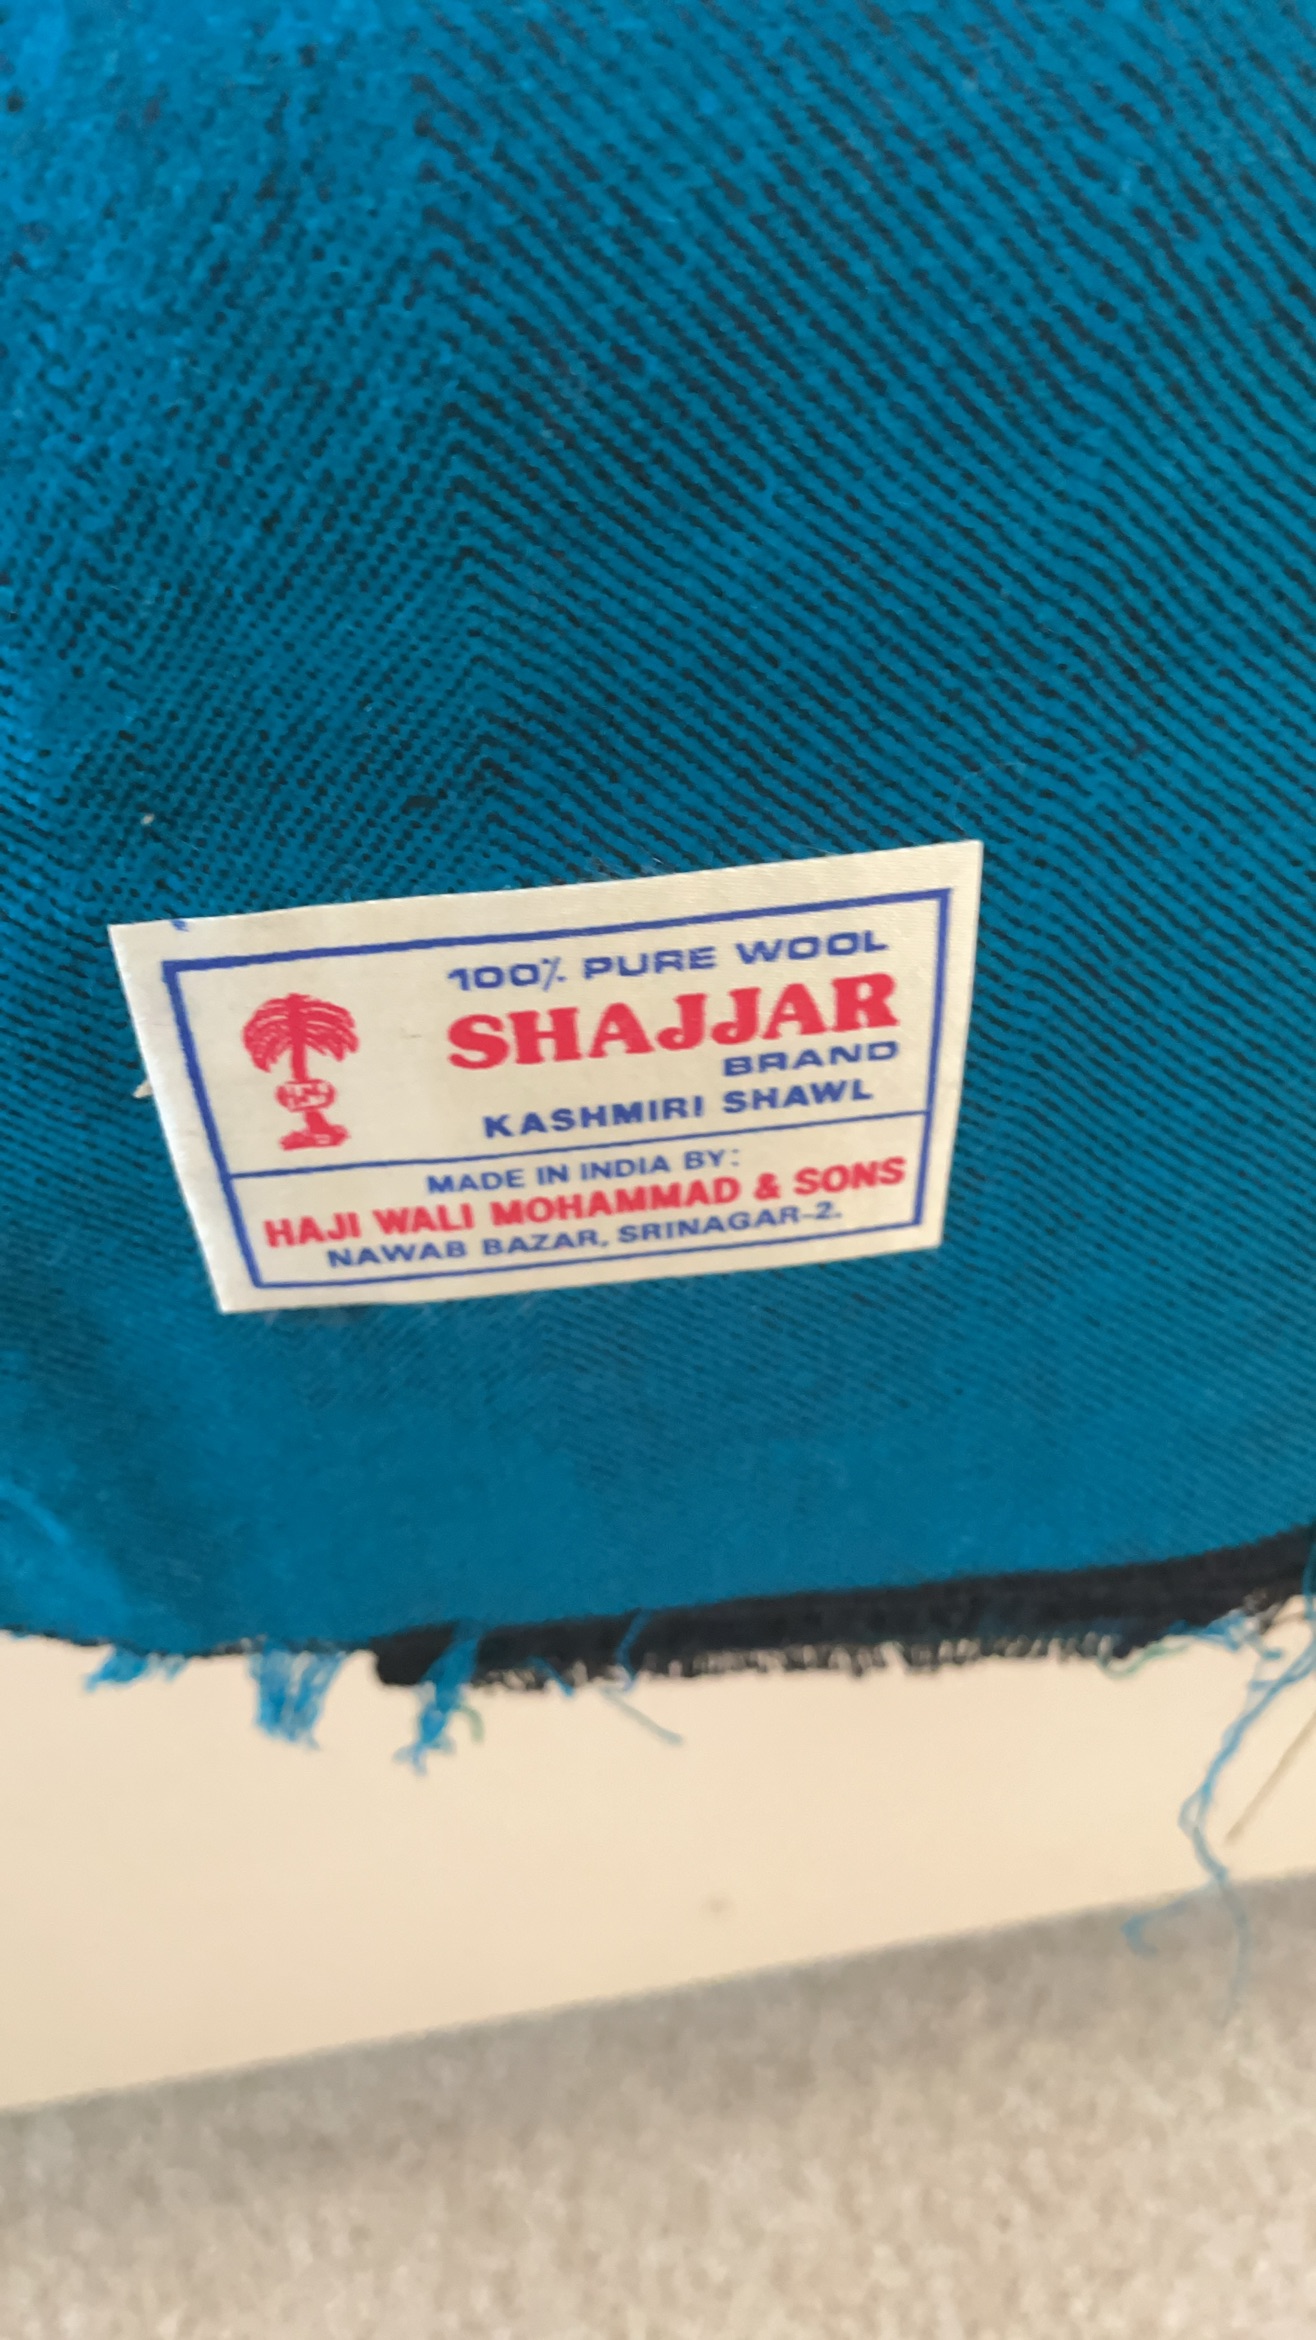 100% PURE WOOL
SHAJJAR
BRAND
KASHMIRI SHAWL
MADE IN INDIA BY:
HAJI WALI MOHAMMAD & SONS
NAWAB BAZAR, SRINAGAR-2.